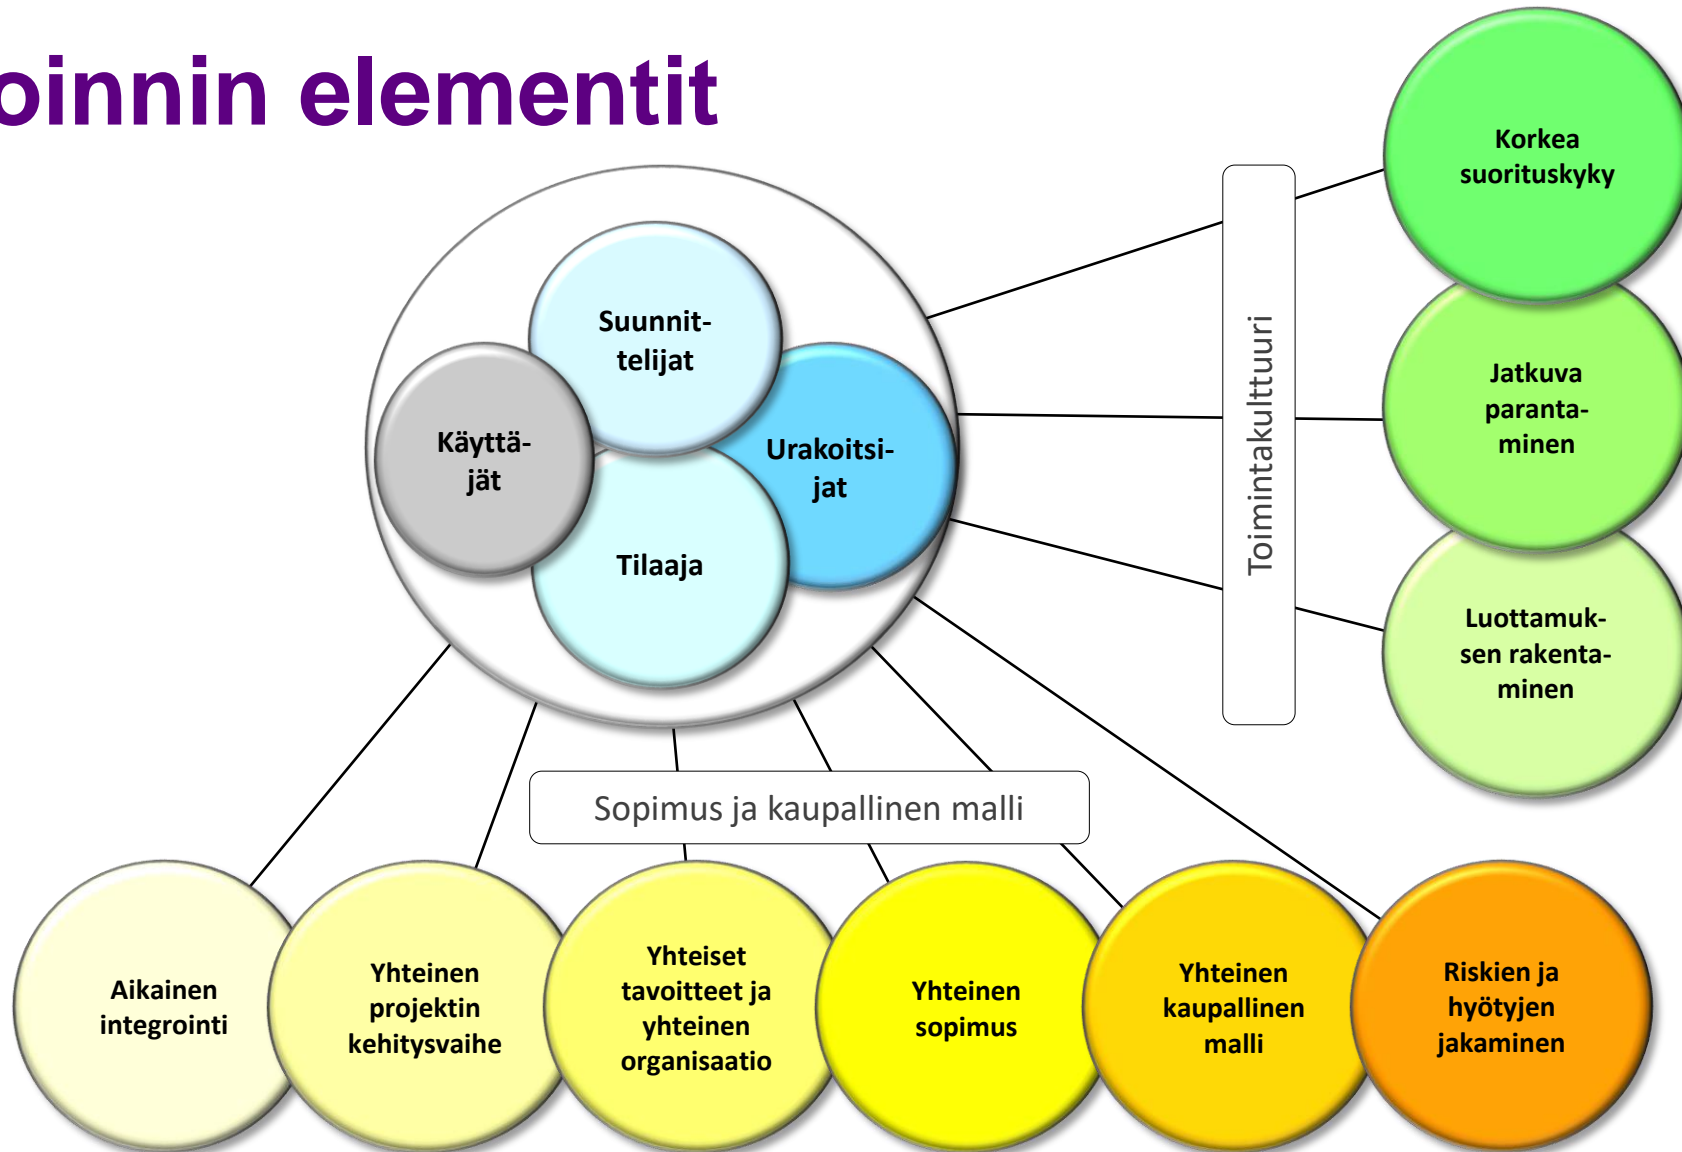 oinnin elementit
Korkea
suorituskyky
Suunnit-
telijat
Käyttä-
jät
Urakoitsi-
jat
Tilaaja
Toimintakulttuuri
Jatkuva
paranta-
minen
Luottamuk-
sen rakenta-
minen
Sopimus ja kaupallinen malli
Aikainen
integrointi
Yhteinen
projektin
kehitysvaihe
Yhteiset
tavoitteet ja
yhteinen
organisaatio
Yhteinen
sopimus
Yhteinen
kaupallinen
malli
Riskien ja
hyötyjen
jakaminen